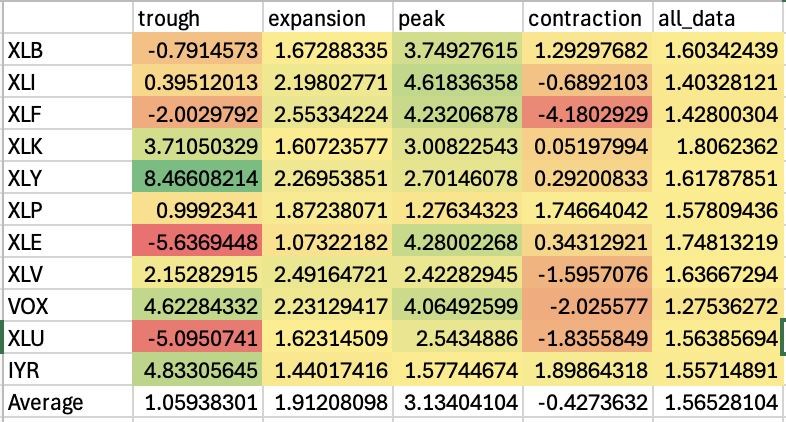 trough expansion peak contraction all_data
XLB -0.7914573 1.67288335 3.74927615 1.29297682 1.60342439
XLI 0.39512013 2.19802771 4.61836358 -0.6892103 1.40328121
XLF -2.0029792 2.55334224 4.23206878 -4.1802929 1.42800304
XLK 3.71050329 1.60723577 3.00822543 0.05197994 1.8062362
XLY 8.46608214 2.26953851 2.70146078 0.29200833 1.61787851
XLP 0.9992341 1.87238071 1.27634323 1.74664042 1.57809436
XLE -5.6369448 1.07322182 4.28002268 0.34312921 1.74813219
XLV 2.15282915 2.49164721 2.42282945 -1.5957076 1.63667294
VOX 4.62284332 2.23129417 4.06492599 -2.025577 1.27536272
XLU -5.0950741 1.62314509 2.5434886 -1.8355849 1.56385694
IYR 4.83305645 1.44017416 1.57744674 1.89864318 1.55714891
Average 1.05938301 1.91208098 3.13404104 -0.4273632 1.56528104